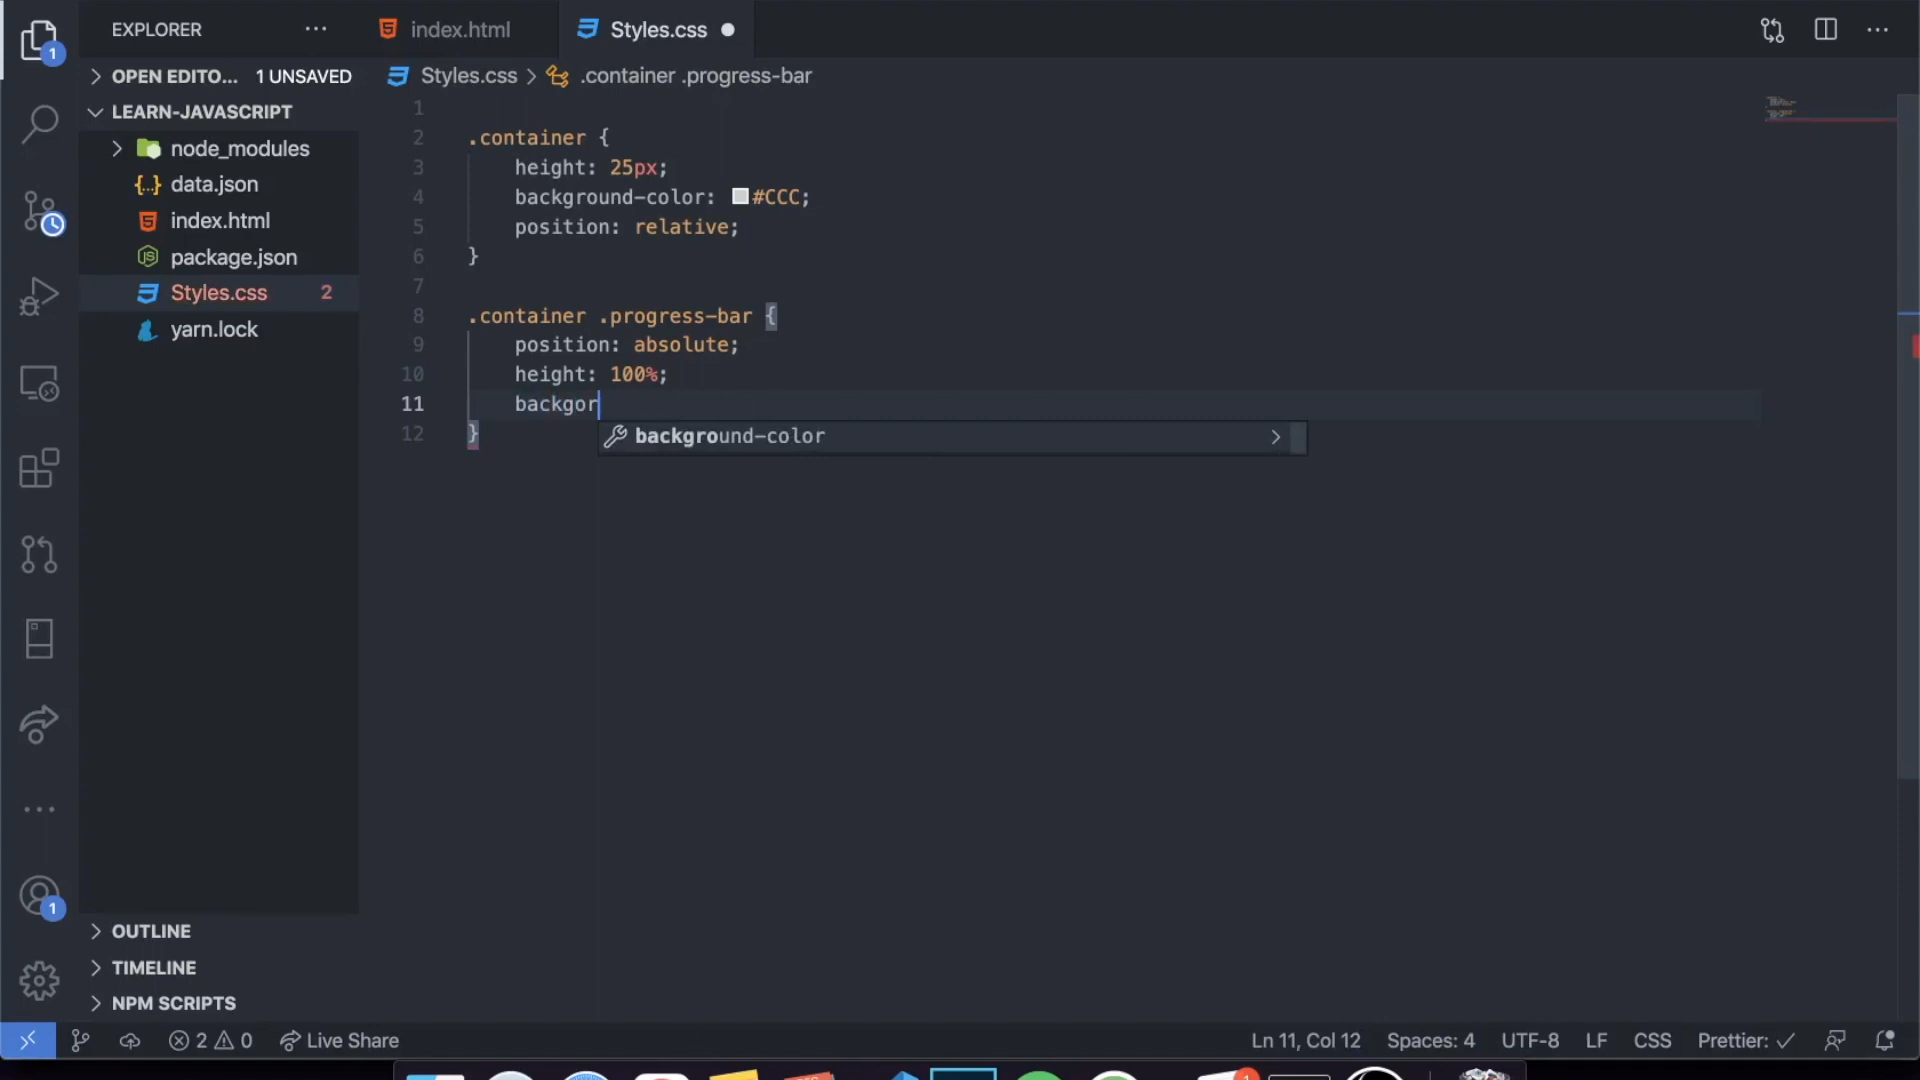 EXPLORER
index.html
Styles.css
1
OPEN EDITO... 1 UNSAVED
Styles.css > .container .progress-bar
LEARN-JAVASCRIPT
node_modules
{..} data.json
index.html
package.json
Styles.css 2
yarn.lock
1
2 .container {
3 height: 25px;
4 background-color: #CCC;
5 position: relative;
6 }
7
8 .container .progress-bar {
9 position: absolute;
10 height: 100%;
11 backgor
background-color
12 }
1
OUTLINE
TIMELINE
NPM SCRIPTS
2 0 Live Share
Ln 11, Col 12 Spaces: 4 UTF-8 LF CSS Prettier: ✓
1